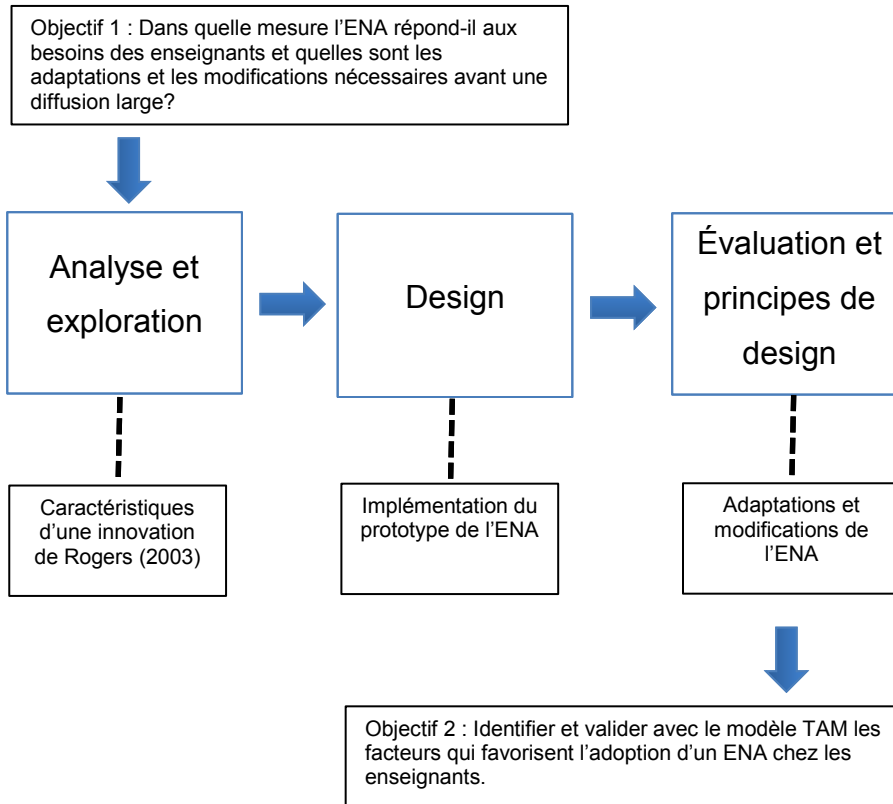 Objectif 1 : Dans quelle mesure l'ENA répond-il aux
besoins des enseignants et quelles sont les
adaptations et les modifications nécessaires avant une
diffusion large?
Analyse et
exploration
Design
Évaluation et
principes de
design
Caractéristiques
d'une innovation
de Rogers (2003)
Implémentation du
prototype de l'ENA
Adaptations et
modifications de
l'ENA
Objectif 2 : Identifier et valider avec le modèle TAM les
facteurs qui favorisent l'adoption d'un ENA chez les
enseignants.